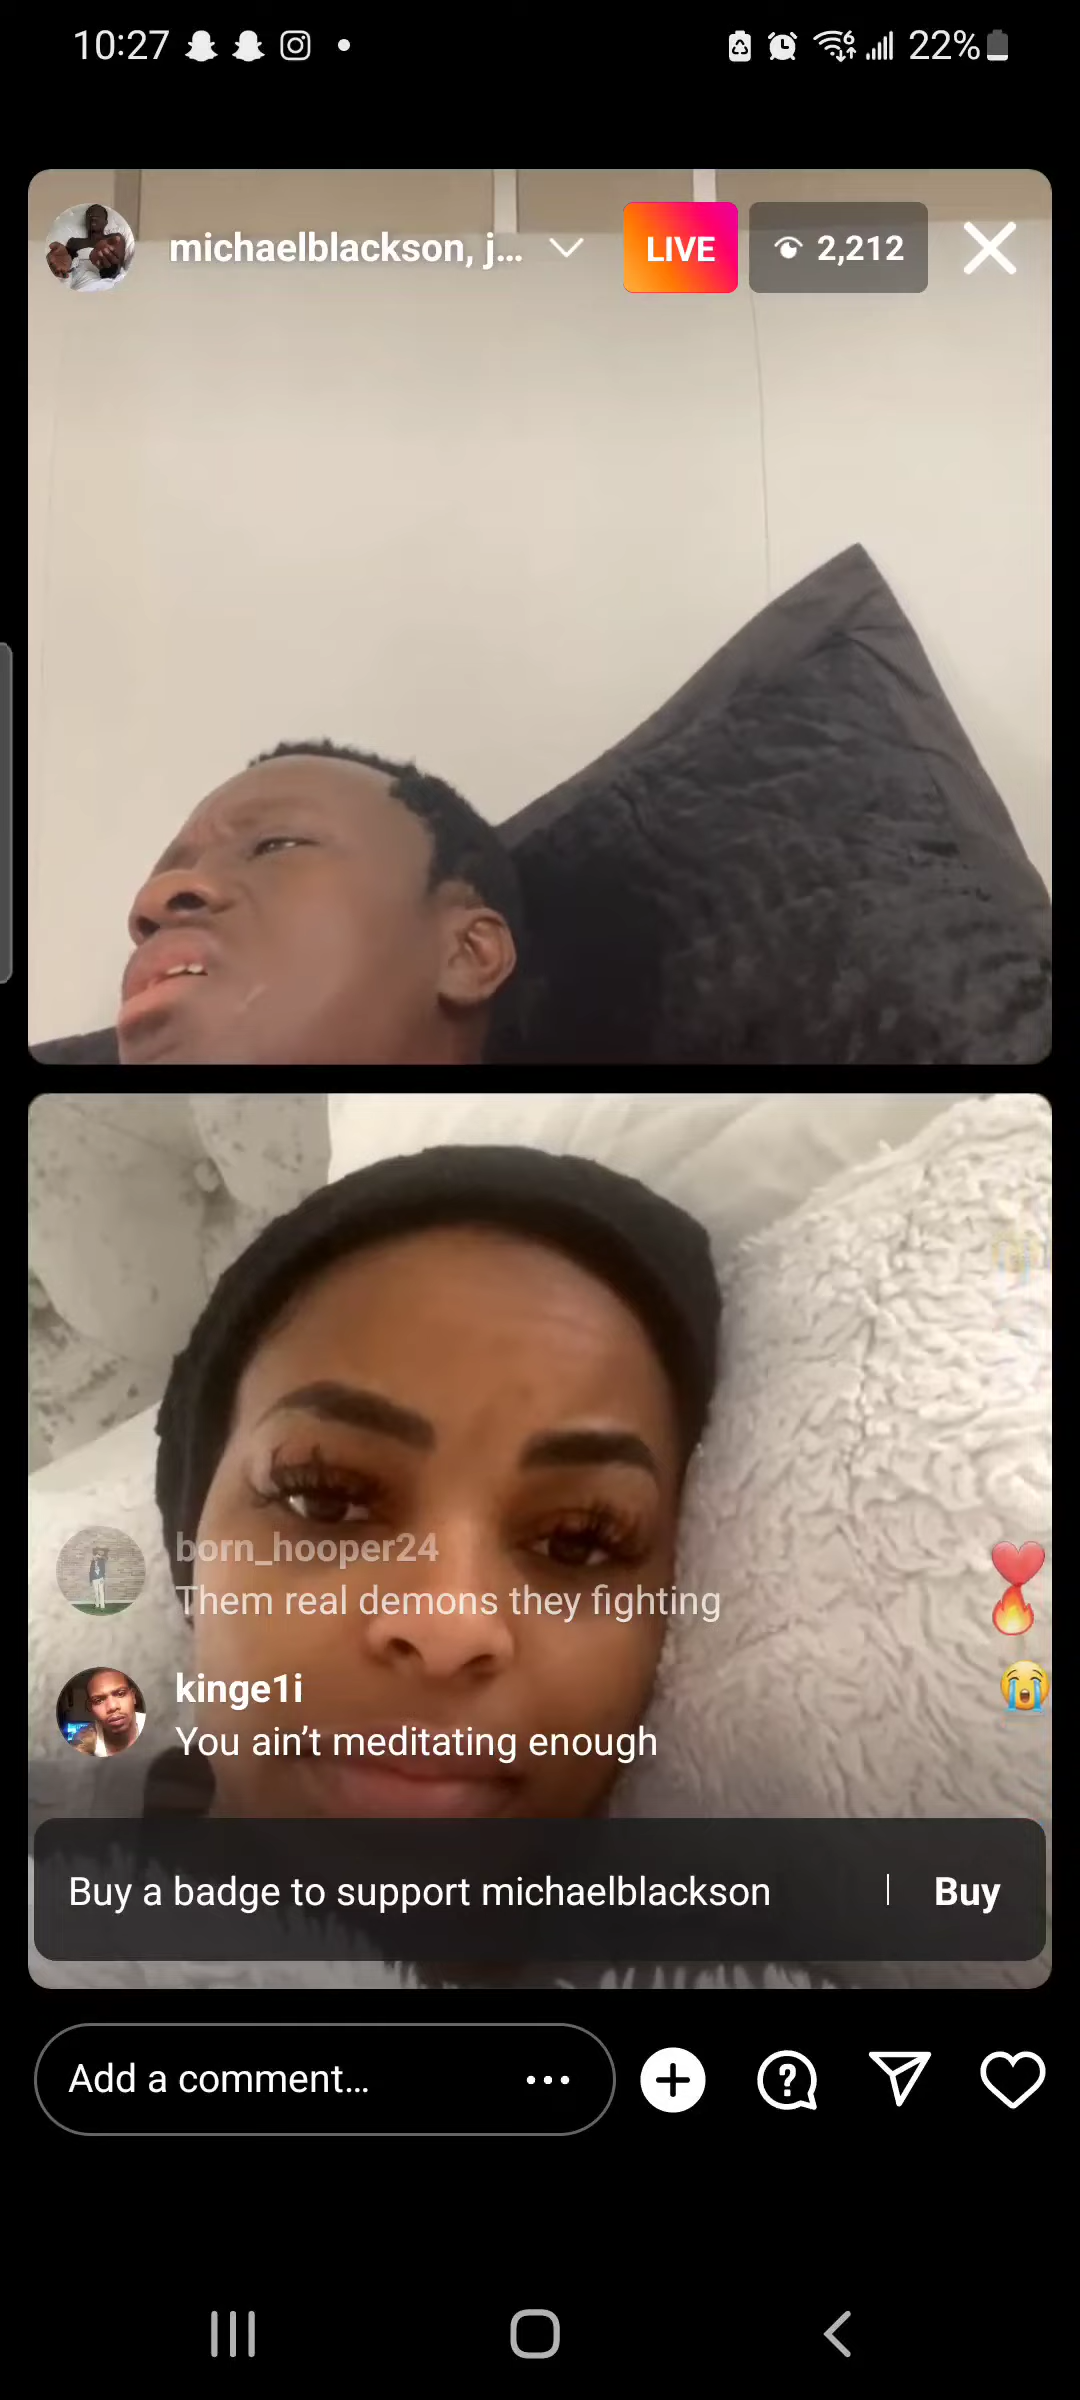 10:27
22%
michaelblackson, j...
LIVE
2,212
born_hooper24
Them real demons they fighting
kinge1i
You ain't meditating enough
Buy a badge to support michaelblackson | Buy
Add a comment...